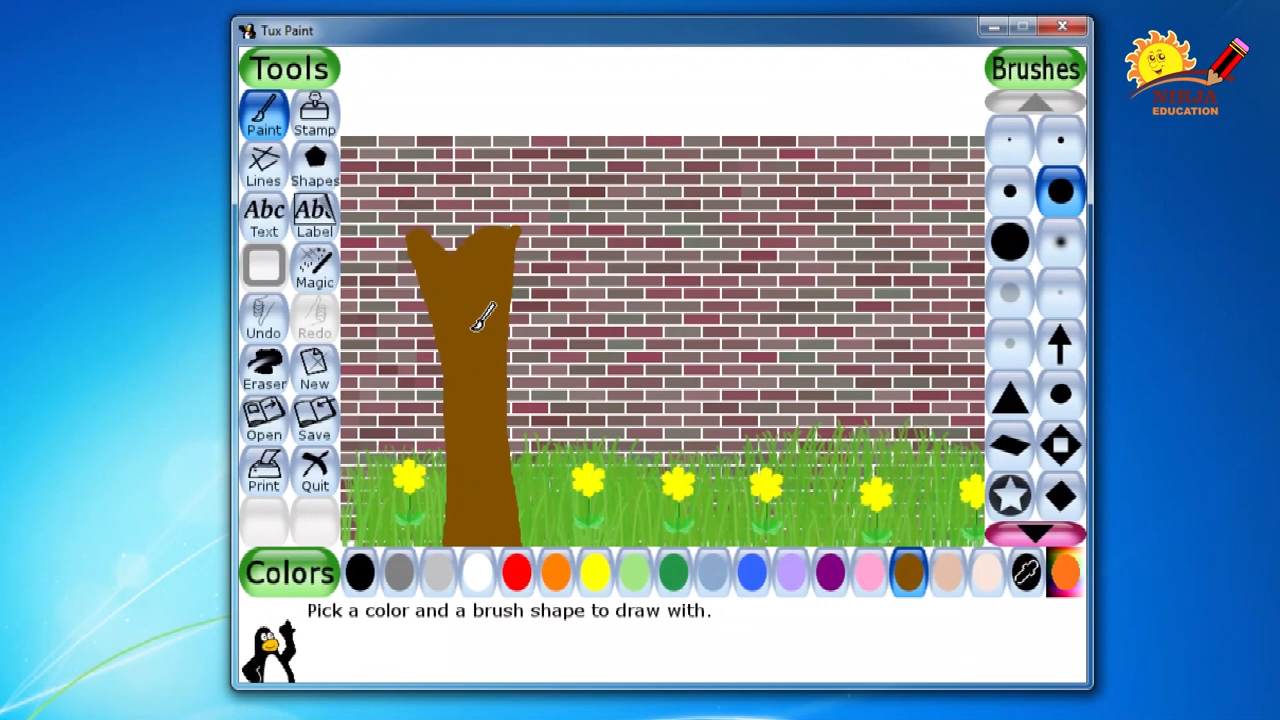 Tux Paint
Tools
Brushes
Paint
Stamp
Lines
Shapes
Abc
Abc
Text
Label
Magic
Undo
Redo
Eraser
New
Open
Save
Print
Quit
Colors
Pick a color and a brush shape to draw with.
NIRJA
EDUCATION